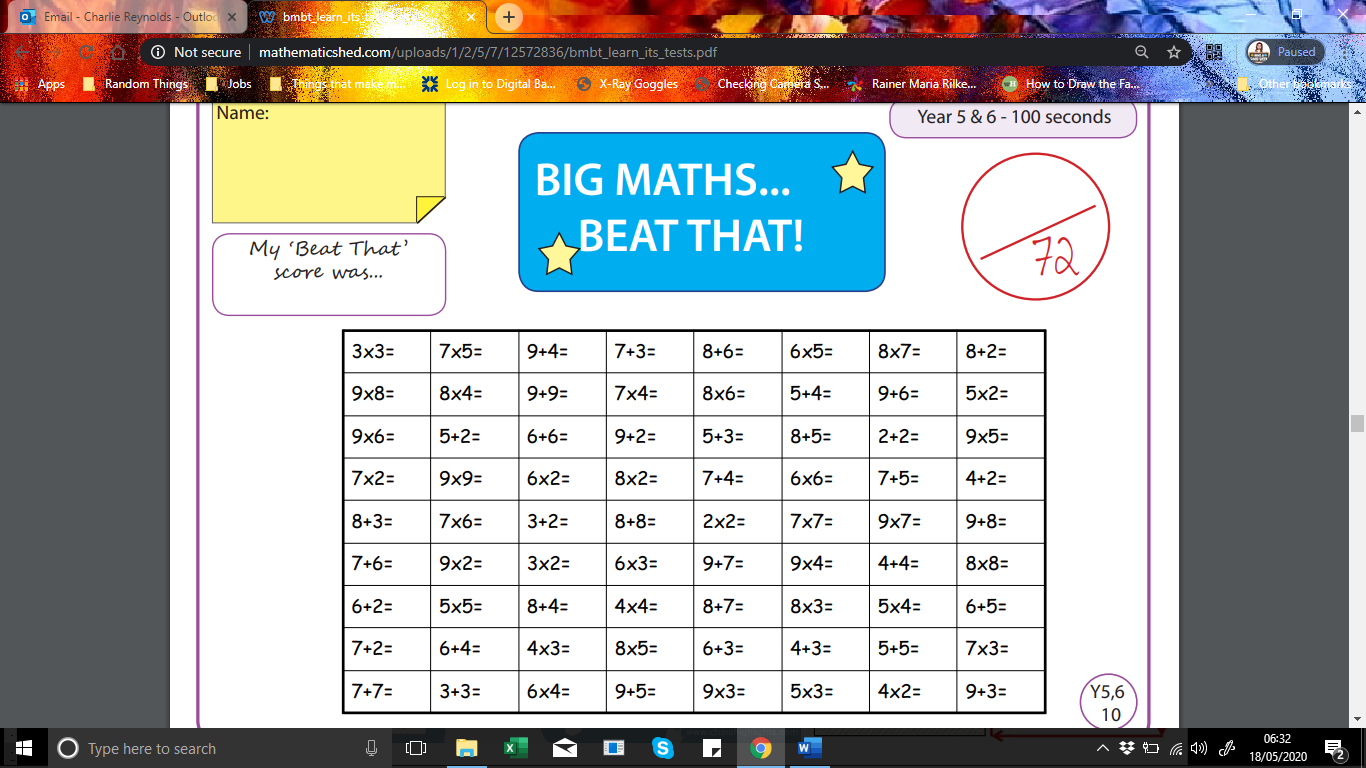 Email - Charlie Reynolds - Outloo
bmbt_learn_its_te
Not secure mathematicshed.com/uploads/1/2/5/7/12572836/bmbt_learn_its_tests.pdf
Paused
Apps Random Things Jobs Things that make m... Log in to Digital Ba... X-Ray Goggles Checking Camera S... Rainer Maria Rilke... How to Draw the Fa... Other bookmarks
Name:
Year 5 & 6 - 100 seconds
BIG MATHS...
BEAT THAT!
72
My ‘Beat That’
score was...
3x3= 7x5= 9+4= 7+3= 8+6= 6x5= 8x7= 8+2=
9x8= 8x4= 9+9= 7x4= 8x6= 5+4= 9+6= 5x2=
9x6= 5+2= 6+6= 9+2= 5+3= 8+5= 2+2= 9x5=
7x2= 9x9= 6x2= 8x2= 7+4= 6x6= 7+5= 4+2=
8+3= 7x6= 3+2= 8+8= 2x2= 7x7= 9x7= 9+8=
7+6= 9x2= 3x2= 6x3= 9+7= 9x4= 4+4= 8x8=
6+2= 5x5= 8+4= 4x4= 8+7= 8x3= 5x4= 6+5=
7+2= 6+4= 4x3= 8x5= 6+3= 4+3= 5+5= 7x3=
7+7= 3+3= 6x4= 9+5= 9x3= 5x3= 4x2= 9+3=
Y5,6
10
Type here to search
06:32
18/05/2020
2